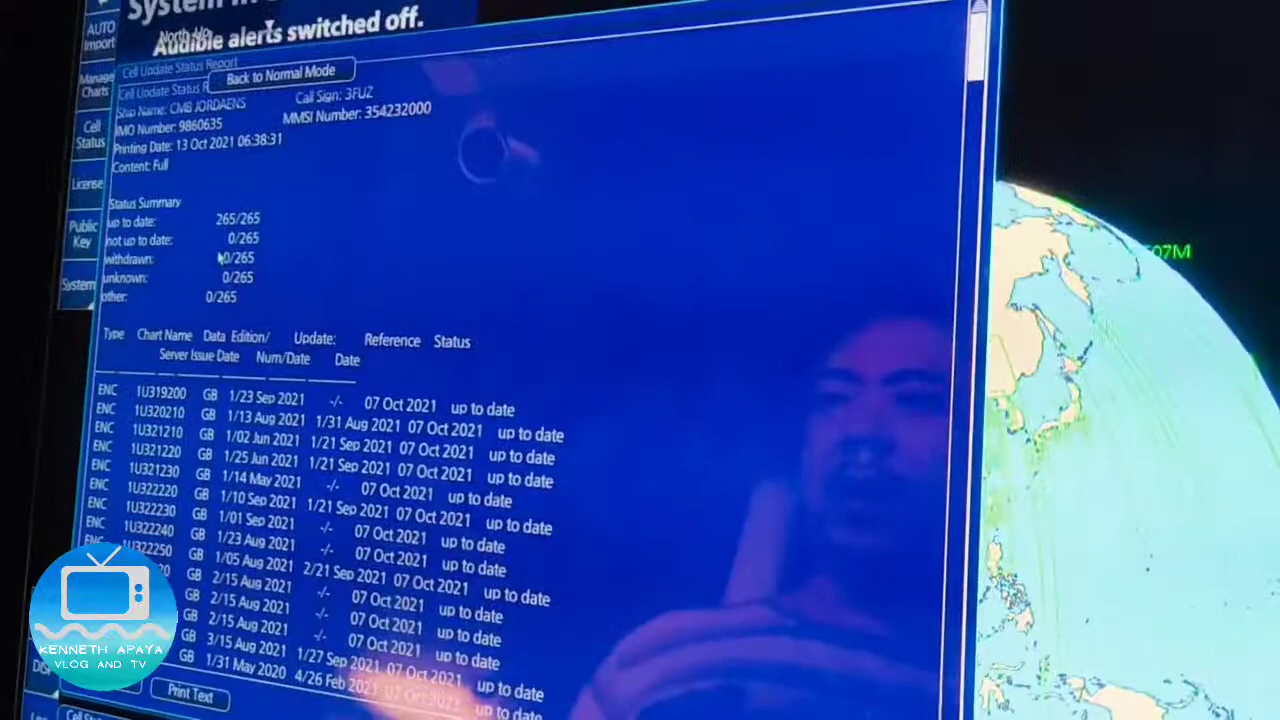 System in
Audible alerts switched off.
AUTO
Import
Manage
Charts
Cell
Status
License
Public
Key
System
Cell Update Status Report
Back to Normal Mode
Cell Update Status
Ship Name: CMB JORDAENS Call Sign: 3FUZ
IMO Number: 9860635 MMSI Number: 354232000
Printing Date: 13 Oct 2021 06:38:31
Content: Full
Status Summary
up to date: 265/265
not up to date: 0/265
withdrawn: 0/265
unknown: 0/265
other: 0/265
Type Chart Name Data Edition/ Update: Reference Status
Server Issue Date Num/Date Date
ENC 1U319200 GB 1/23 Sep 2021 -/- 07 Oct 2021 up to date
ENC 1U320210 GB 1/13 Aug 2021 1/31 Aug 2021 07 Oct 2021 up to date
ENC 1U321210 GB 1/02 Jun 2021 1/21 Sep 2021 07 Oct 2021 up to date
ENC 1U321220 GB 1/25 Jun 2021 1/21 Sep 2021 07 Oct 2021 up to date
ENC 1U321230 GB 1/14 May 2021 -/- 07 Oct 2021 up to date
ENC 1U322220 GB 1/10 Sep 2021 1/21 Sep 2021 07 Oct 2021 up to date
ENC 1U322230 GB 1/01 Sep 2021 -/- 07 Oct 2021 up to date
ENC 1U322240 GB 1/23 Aug 2021 -/- 07 Oct 2021 up to date
1U322250 GB 1/05 Aug 2021 2/21 Sep 2021 07 Oct 2021 up to date
GB 2/15 Aug 2021 -/- 07 Oct 2021 up to date
GB 2/15 Aug 2021 -/- 07 Oct 2021 up to date
GB 2/15 Aug 2021 -/- 07 Oct 2021 up to date
GB 3/15 Aug 2021 1/27 Sep 2021 07 Oct 2021 up to date
GB 1/31 May 2020 4/26 Feb 2021 07 Oct 2021 up to date
Print Text
KENNETH APAYA
VLOG AND TV